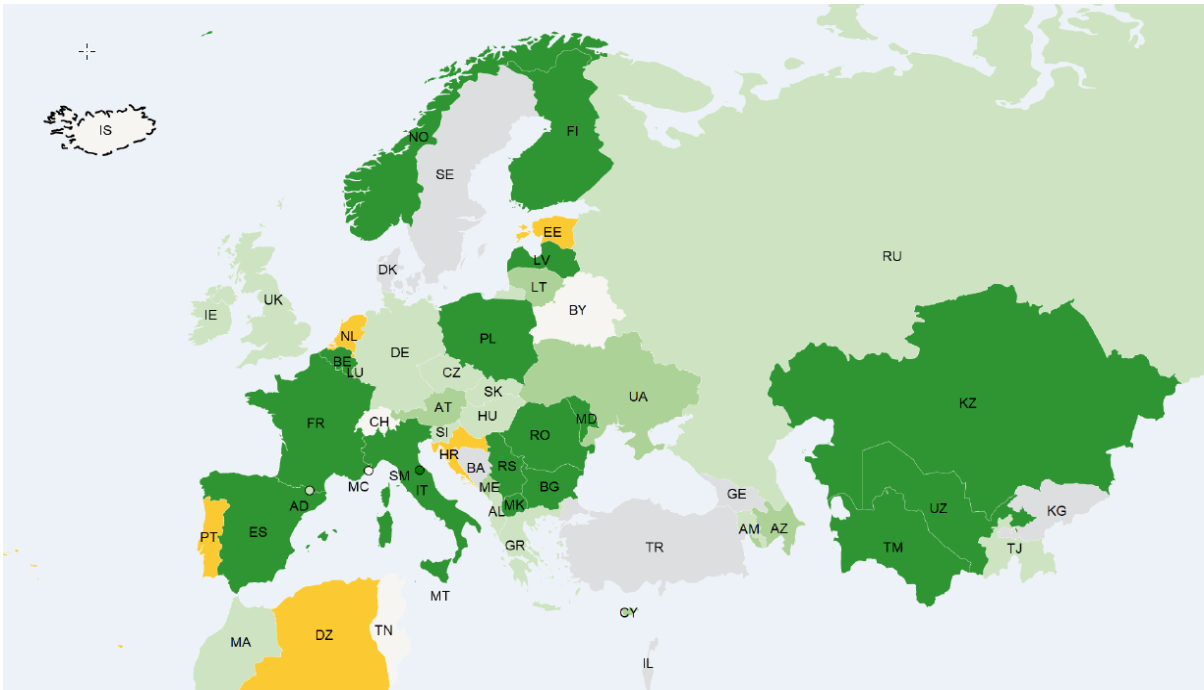 IS
NO
FI
SE
EE
RU
DK
LV
LT
UK
IE
BY
NL
PL
BE
DE
LU
CZ
KZ
SK
UA
AT
HU
FR
CH
MD
SI
RO
HR
BA
RS
SM
MC
IT
BG
ME
GE
AD
MK
UZ
KG
AL
ES
PT
AM
AZ
GR
TR
TM
TJ
MT
CY
DZ
TN
MA
IL